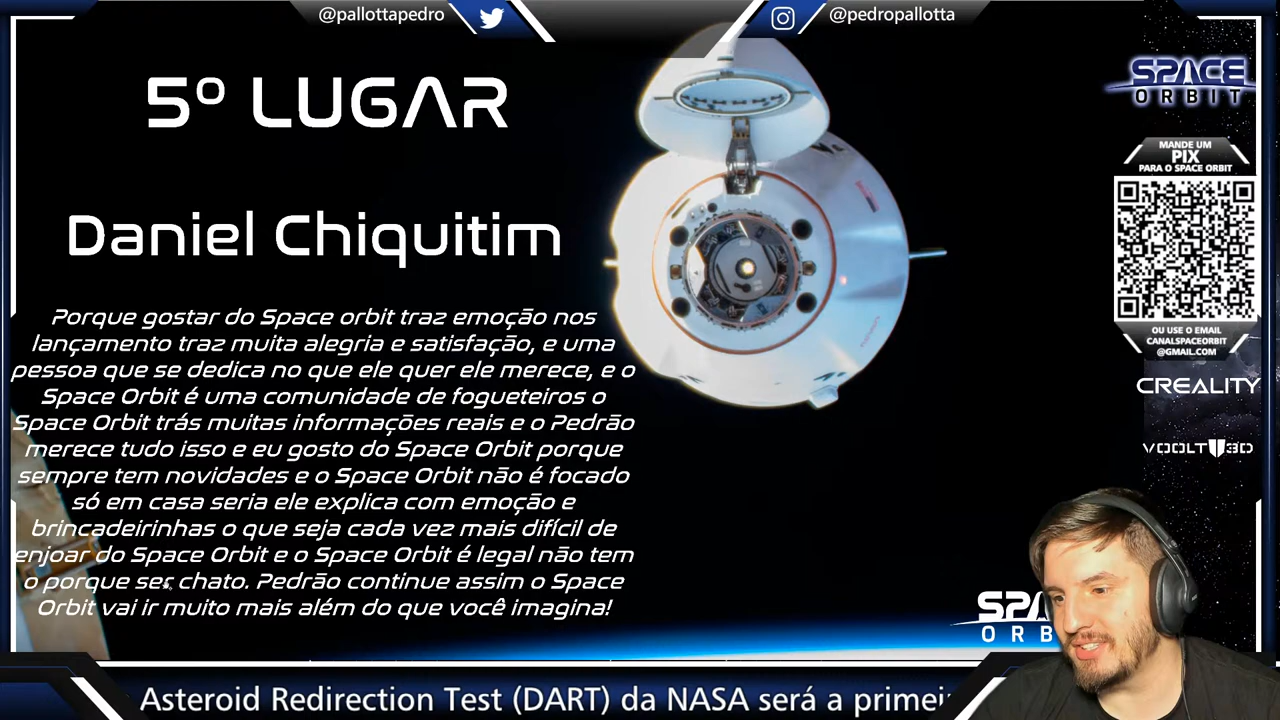 @pallottapedro
@pedropallotta
5º LUGAR
Daniel Chiquitim
Porque gostar do Space orbit traz emoção nos
lançamento traz muita alegria e satisfação, e uma
pessoa que se dedica no que ele quer ele merece, e o
Space Orbit é uma comunidade de fogueteiros o
Space Orbit trás muitas informações reais e o Pedrão
merece tudo isso e eu gosto do Space Orbit porque
sempre tem novidades e o Space Orbit não é focado
só em casa seria ele explica com emoção e
brincadeirinhas o que seja cada vez mais difícil de
enjoar do Space Orbit e o Space Orbit é legal não tem
o porque ser chato. Pedrão continue assim o Space
Orbit vai ir muito mais além do que você imagina!
SPACE
ORBIT
MANDE UM
PIX
PARA O SPACE ORBIT
OU USE O EMAIL
CANALSPACEORBIT
@GMAIL.COM
CREALITY
VOOLT3D
SPA
ORB
Asteroid Redirection Test (DART) da NASA será a primei